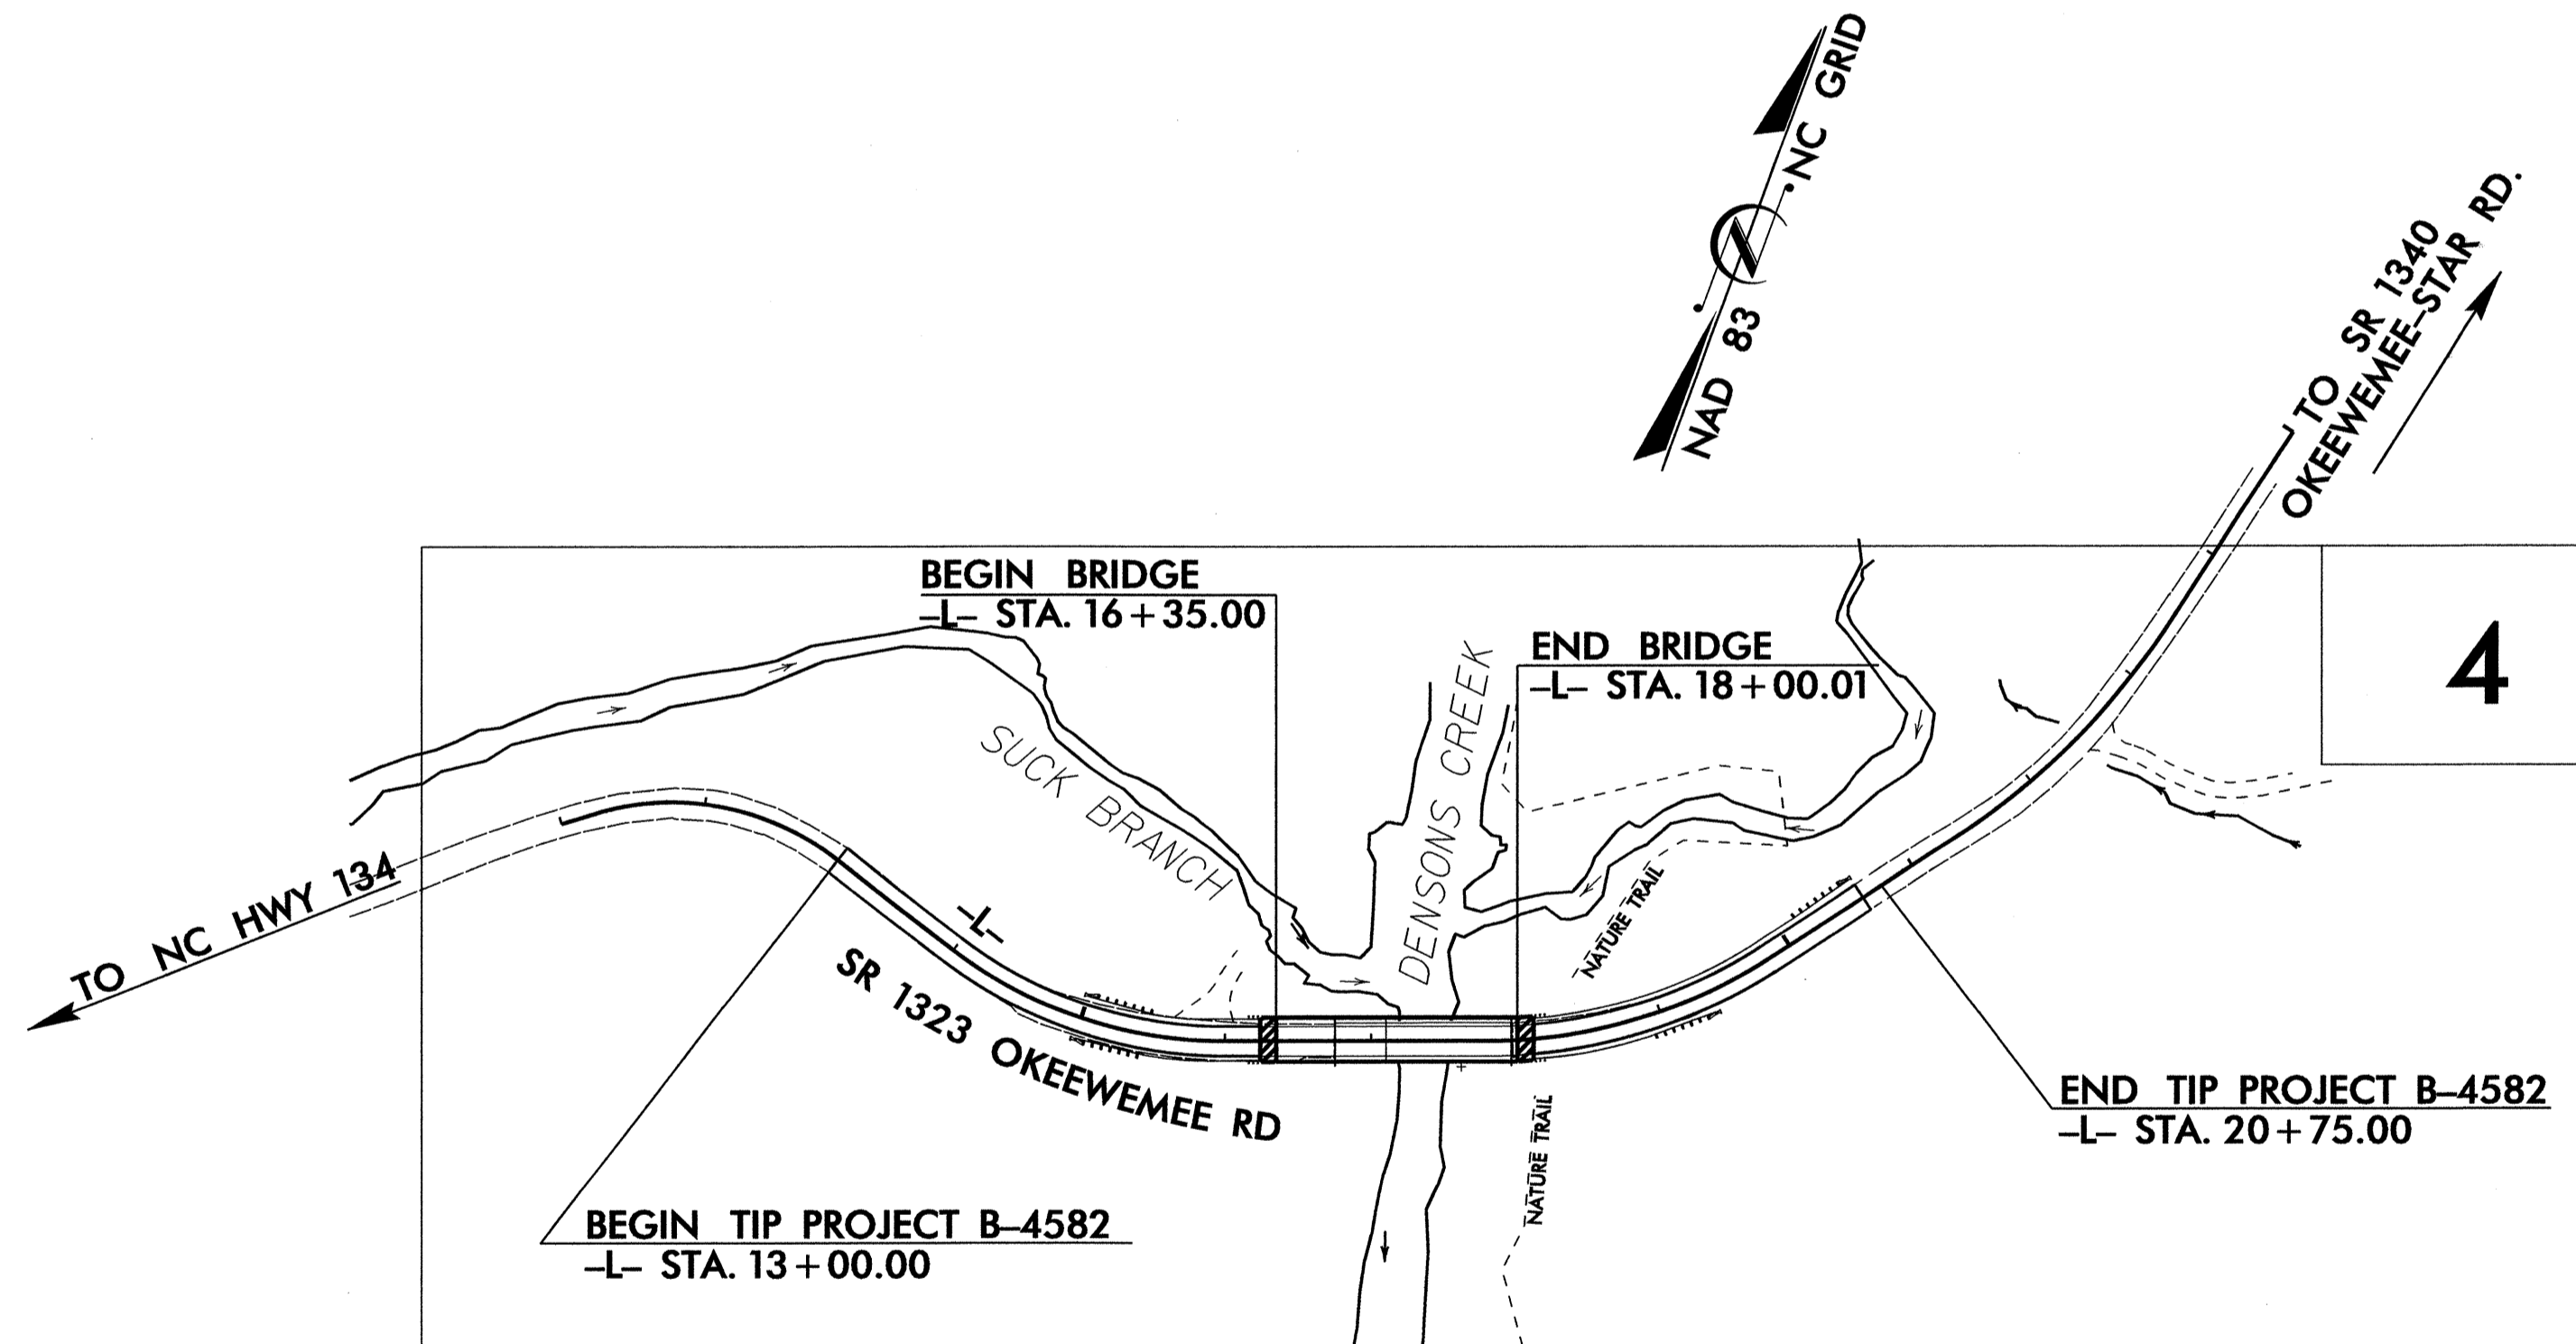 NC GRID
NAD 83
TO SR 1340
OKEEWEMEE–STAR RD.
BEGIN BRIDGE
–L– STA. 16+35.00
END BRIDGE
–L– STA. 18+00.01
4
SUCK BRANCH
DENSONS CREEK
TO NC HWY 134
–L–
NATURE TRAIL
SR 1323 OKEEWEMEE RD
NATURE TRAIL
END TIP PROJECT B–4582
–L– STA. 20+75.00
BEGIN TIP PROJECT B–4582
–L– STA. 13+00.00